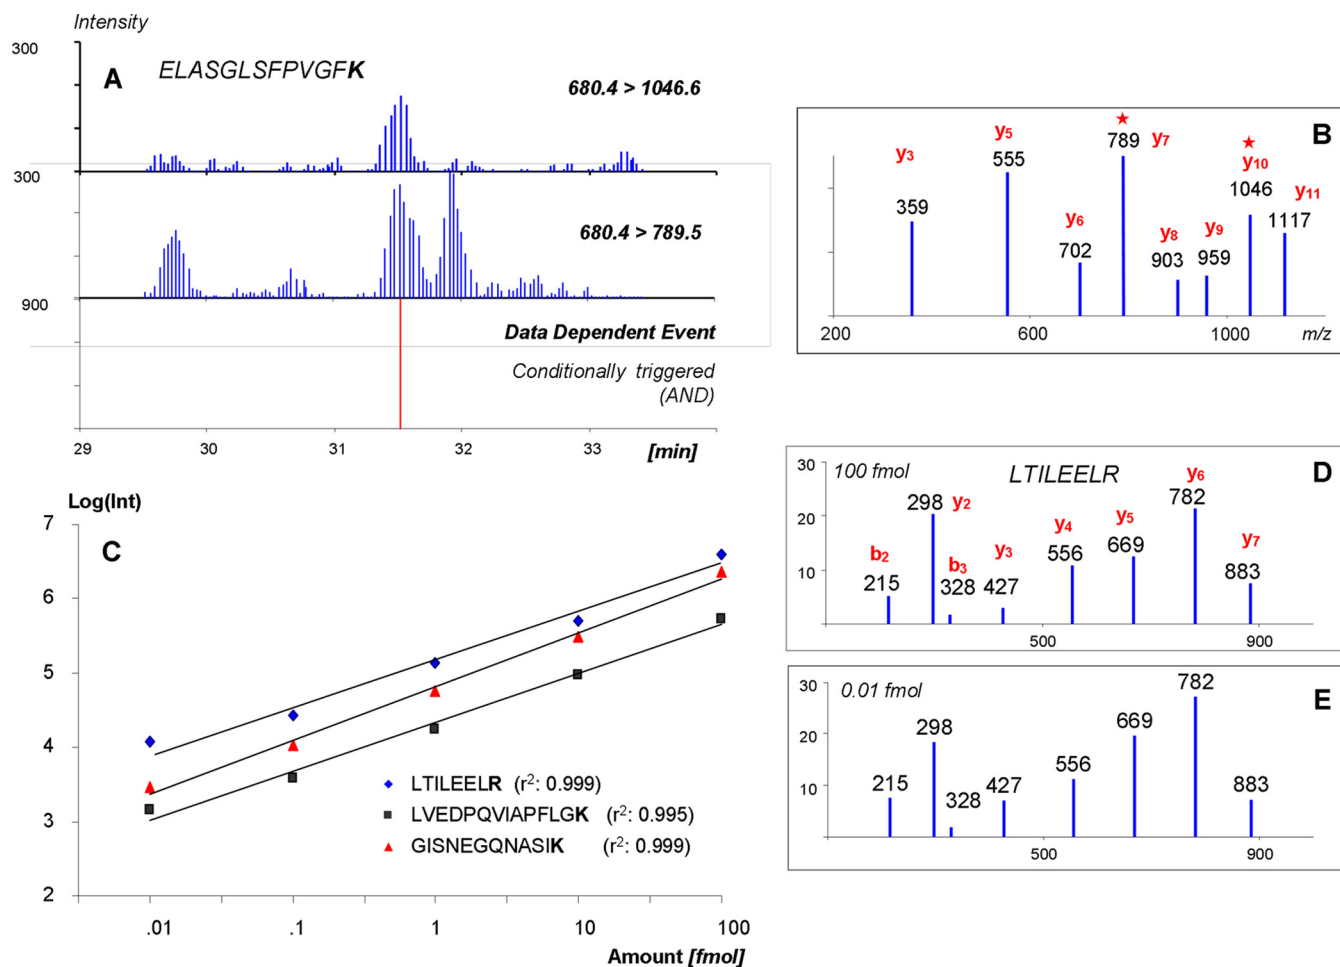 Intensity
300
A ELASGLSFPVGFK
680.4 > 1046.6
300
680.4 > 789.5
900
Data Dependent Event
Conditionally triggered
(AND)
29 30 31 32 33 [min]
B
y3 y5 y6 ★ y7 y8 y9 ★ y10 y11
359 555 702 789 903 959 1046 1117
200 600 1000 m/z
Log(Int)
C
7
6
5
4
3
2
LTILEELR (r²: 0.999)
LVEDPQVIAPFLGK (r²: 0.995)
GISNEGQNASIK (r²: 0.999)
.01 .1 1 10 100
Amount [fmol]
30
20
10
100 fmol LTILEELR D
b2 y2 b3 y3 y4 y5 y6 y7
215 298 328 427 556 669 782 883
500 900
30
20
10
0.01 fmol E
215 298 328 427 556 669 782 883
500 900